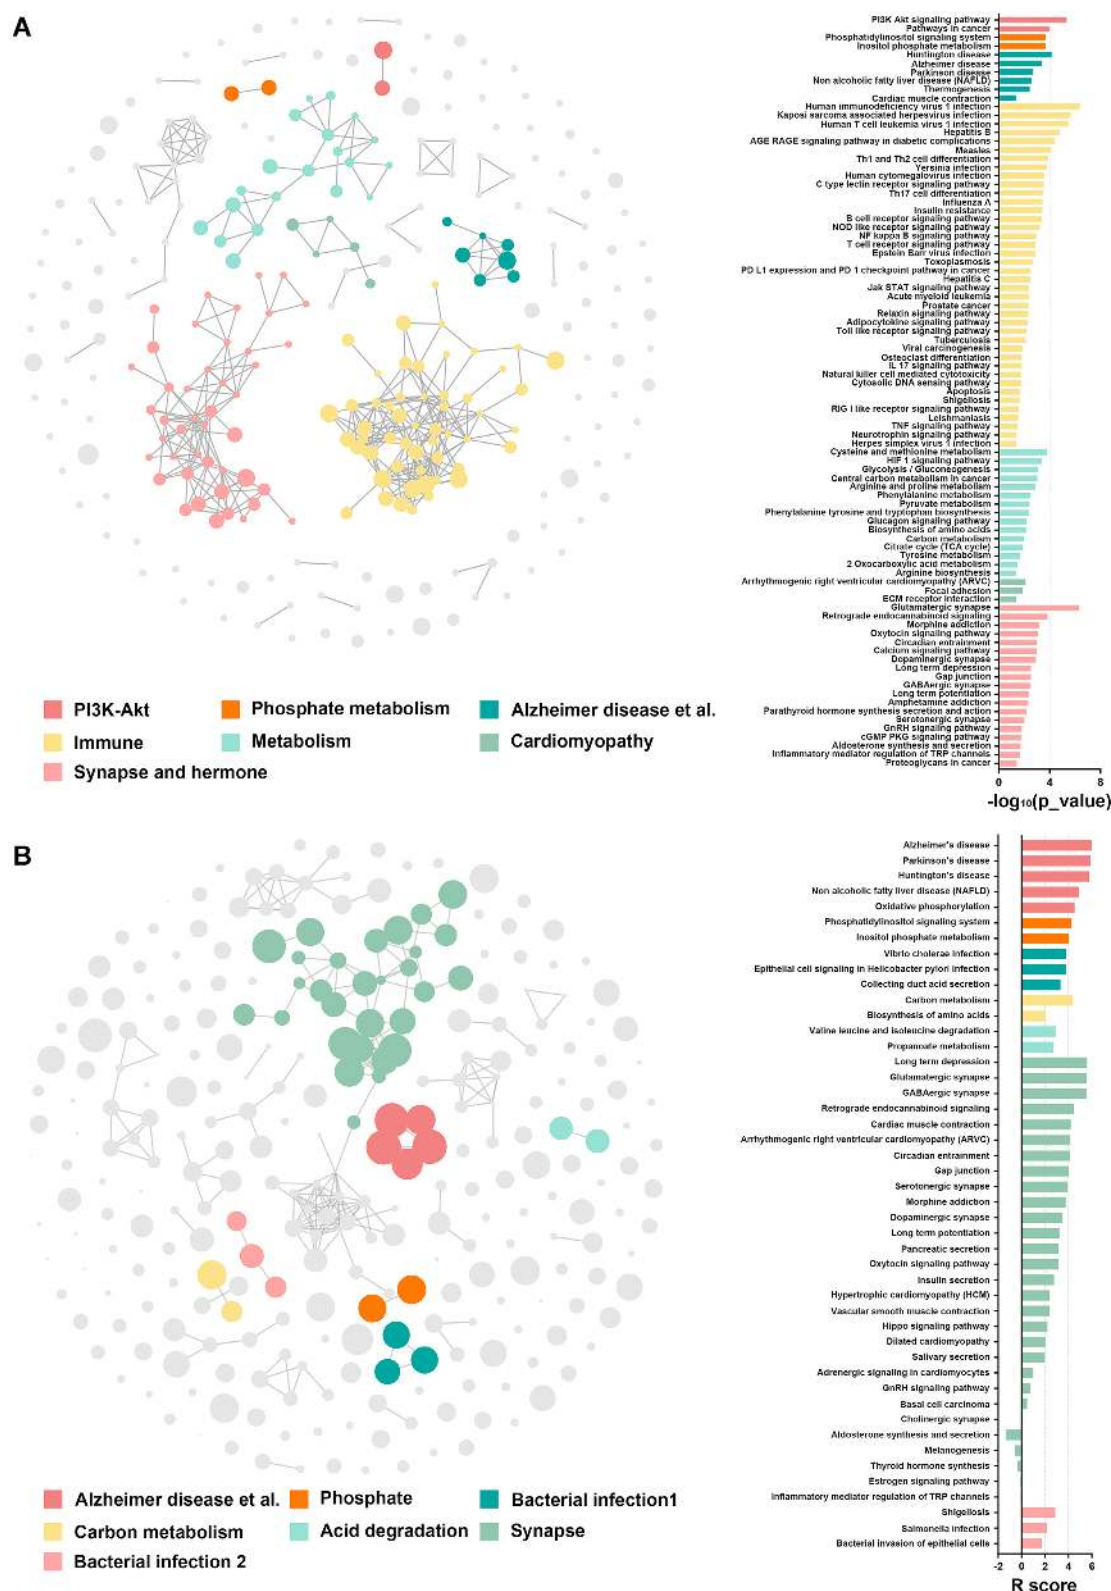 A
PI3K Akt signaling pathway
Pathways in cancer
Phosphatidylinositol signaling system
Inositol phosphate metabolism
Huntington disease
Alzheimer disease
Parkinson disease
Non alcoholic fatty liver disease (NAFLD)
Thermogenesis
Cardiac muscle contraction
Human immunodeficiency virus 1 infection
Kaposi sarcoma associated herpesvirus infection
Human T cell leukemia virus 1 infection
Hepatitis B
AGE RAGE signaling pathway in diabetic complications
Measles
Th1 and Th2 cell differentiation
Yersinia infection
Human cytomegalovirus infection
C type lectin receptor signaling pathway
Th17 cell differentiation
Influenza A
Insulin resistance
B cell receptor signaling pathway
NOD like receptor signaling pathway
NF kappa B signaling pathway
T cell receptor signaling pathway
Epstein Barr virus infection
Toxoplasmosis
PD L1 expression and PD 1 checkpoint pathway in cancer
Hepatitis C
Jak STAT signaling pathway
Acute myeloid leukemia
Prostate cancer
Relaxin signaling pathway
Adipocytokine signaling pathway
Toll like receptor signaling pathway
Tuberculosis
Viral carcinogenesis
Osteoclast differentiation
IL 17 signaling pathway
Natural killer cell mediated cytotoxicity
Cytosolic DNA sensing pathway
Apoptosis
Shigellosis
RIG I like receptor signaling pathway
Leishmaniasis
TNF signaling pathway
Neurotrophin signaling pathway
Herpes simplex virus 1 infection
Cysteine and methionine metabolism
HIF 1 signaling pathway
Glycolysis / Gluconeogenesis
Central carbon metabolism in cancer
Arginine and proline metabolism
Phenylalanine metabolism
Pyruvate metabolism
Phenylalanine tyrosine and tryptophan biosynthesis
Glucagon signaling pathway
Biosynthesis of amino acids
Carbon metabolism
Citrate cycle (TCA cycle)
Tyrosine metabolism
2 Oxocarboxylic acid metabolism
Arginine biosynthesis
Arrhythmogenic right ventricular cardiomyopathy (ARVC)
Focal adhesion
ECM receptor interaction
Glutamatergic synapse
Retrograde endocannabinoid signaling
Morphine addiction
Oxytocin signaling pathway
Circadian entrainment
Calcium signaling pathway
Dopaminergic synapse
Long term depression
Gap junction
GABAergic synapse
Long term potentiation
Amphetamine addiction
Parathyroid hormone synthesis secretion and action
Serotonergic synapse
GnRH signaling pathway
cGMP PKG signaling pathway
Aldosterone synthesis and secretion
Inflammatory mediator regulation of TRP channels
Proteoglycans in cancer
0 4 8
-log10(p_value)
PI3K-Akt
Phosphate metabolism
Alzheimer disease et al.
Immune
Metabolism
Cardiomyopathy
Synapse and hermone
B
Alzheimer's disease
Parkinson's disease
Huntington's disease
Non alcoholic fatty liver disease (NAFLD)
Oxidative phosphorylation
Phosphatidylinositol signaling system
Inositol phosphate metabolism
Vibrio cholerae infection
Epithelial cell signaling in Helicobacter pylori infection
Collecting duct acid secretion
Carbon metabolism
Biosynthesis of amino acids
Valine leucine and isoleucine degradation
Propanoate metabolism
Long term depression
Glutamatergic synapse
GABAergic synapse
Retrograde endocannabinoid signaling
Cardiac muscle contraction
Arrhythmogenic right ventricular cardiomyopathy (ARVC)
Circadian entrainment
Gap junction
Serotonergic synapse
Morphine addiction
Dopaminergic synapse
Long term potentiation
Pancreatic secretion
Oxytocin signaling pathway
Insulin secretion
Hypertrophic cardiomyopathy (HCM)
Vascular smooth muscle contraction
Hippo signaling pathway
Dilated cardiomyopathy
Salivary secretion
Adrenergic signaling in cardiomyocytes
GnRH signaling pathway
Basal cell carcinoma
Cholinergic synapse
Aldosterone synthesis and secretion
Melanogenesis
Thyroid hormone synthesis
Estrogen signaling pathway
Inflammatory mediator regulation of TRP channels
Shigellosis
Salmonella infection
Bacterial invasion of epithelial cells
-2 0 2 4 6
R score
Alzheimer disease et al.
Phosphate
Bacterial infection1
Carbon metabolism
Acid degradation
Synapse
Bacterial infection 2